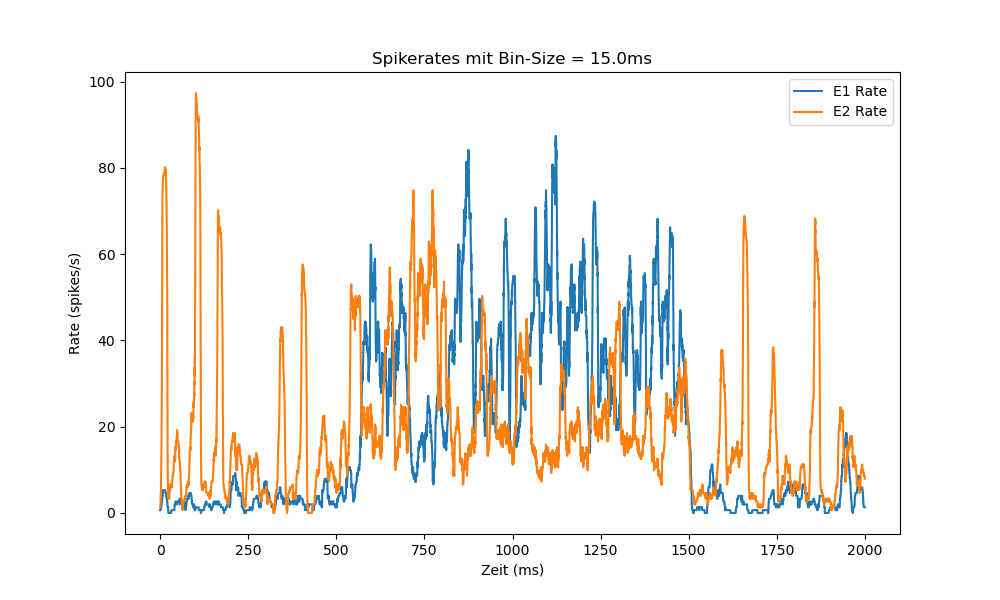 Spikerates mit Bin-Size = 15.0ms
E1 Rate
E2 Rate
100
80
60
40
20
0
Rate (spikes/s)
0 250 500 750 1000 1250 1500 1750 2000
Zeit (ms)